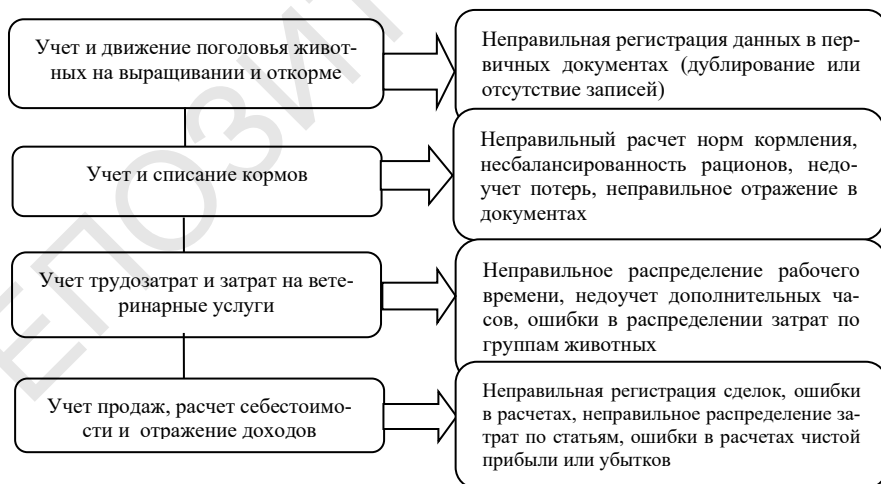 Учет и движение поголовья живот-
ных на выращивании и откорме
Неправильная регистрация данных в пер-
вичных документах (дублирование или
отсутствие записей)
Учет и списание кормов
Неправильный расчет норм кормления,
несбалансированность рационов, недо-
учет потерь, неправильное отражение в
документах
Учет трудозатрат и затрат на вете-
ринарные услуги
Неправильное распределение рабочего
времени, недоучет дополнительных ча-
сов, ошибки в распределении затрат по
группам животных
Учет продаж, расчет себестоимо-
сти и отражение доходов
Неправильная регистрация сделок, ошибки
в расчетах, неправильное распределение за-
трат по статьям, ошибки в расчетах чистой
прибыли или убытков
ЕПОЗИТ